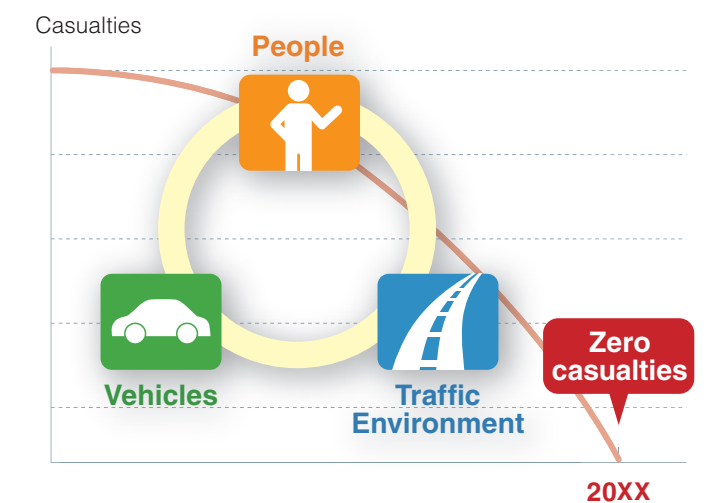 Casualties
People
Zero
casualties
Vehicles
Traffic
Environment
20XX